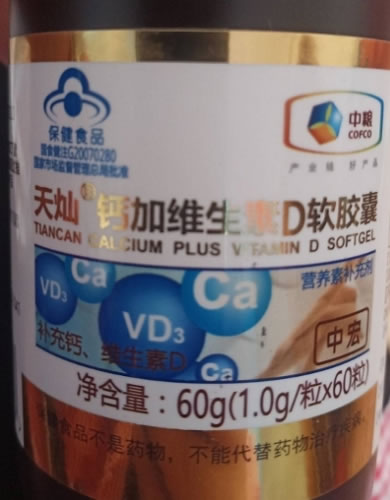 保健食品
国食健注G20070280
国家市场监督管理总局批准
中粮
COFCO
产业链 好产品
天灿® 钙加维生素D软胶囊
TIANCAN CALCIUM PLUS VITAMIN D SOFTGEL
营养素补充剂
Ca
VD3
Ca
VD3
Ca
补充钙、维生素D
中宏
净含量：60g(1.0g/粒×60粒)
保健食品不是药物，不能代替药物治疗疾病。